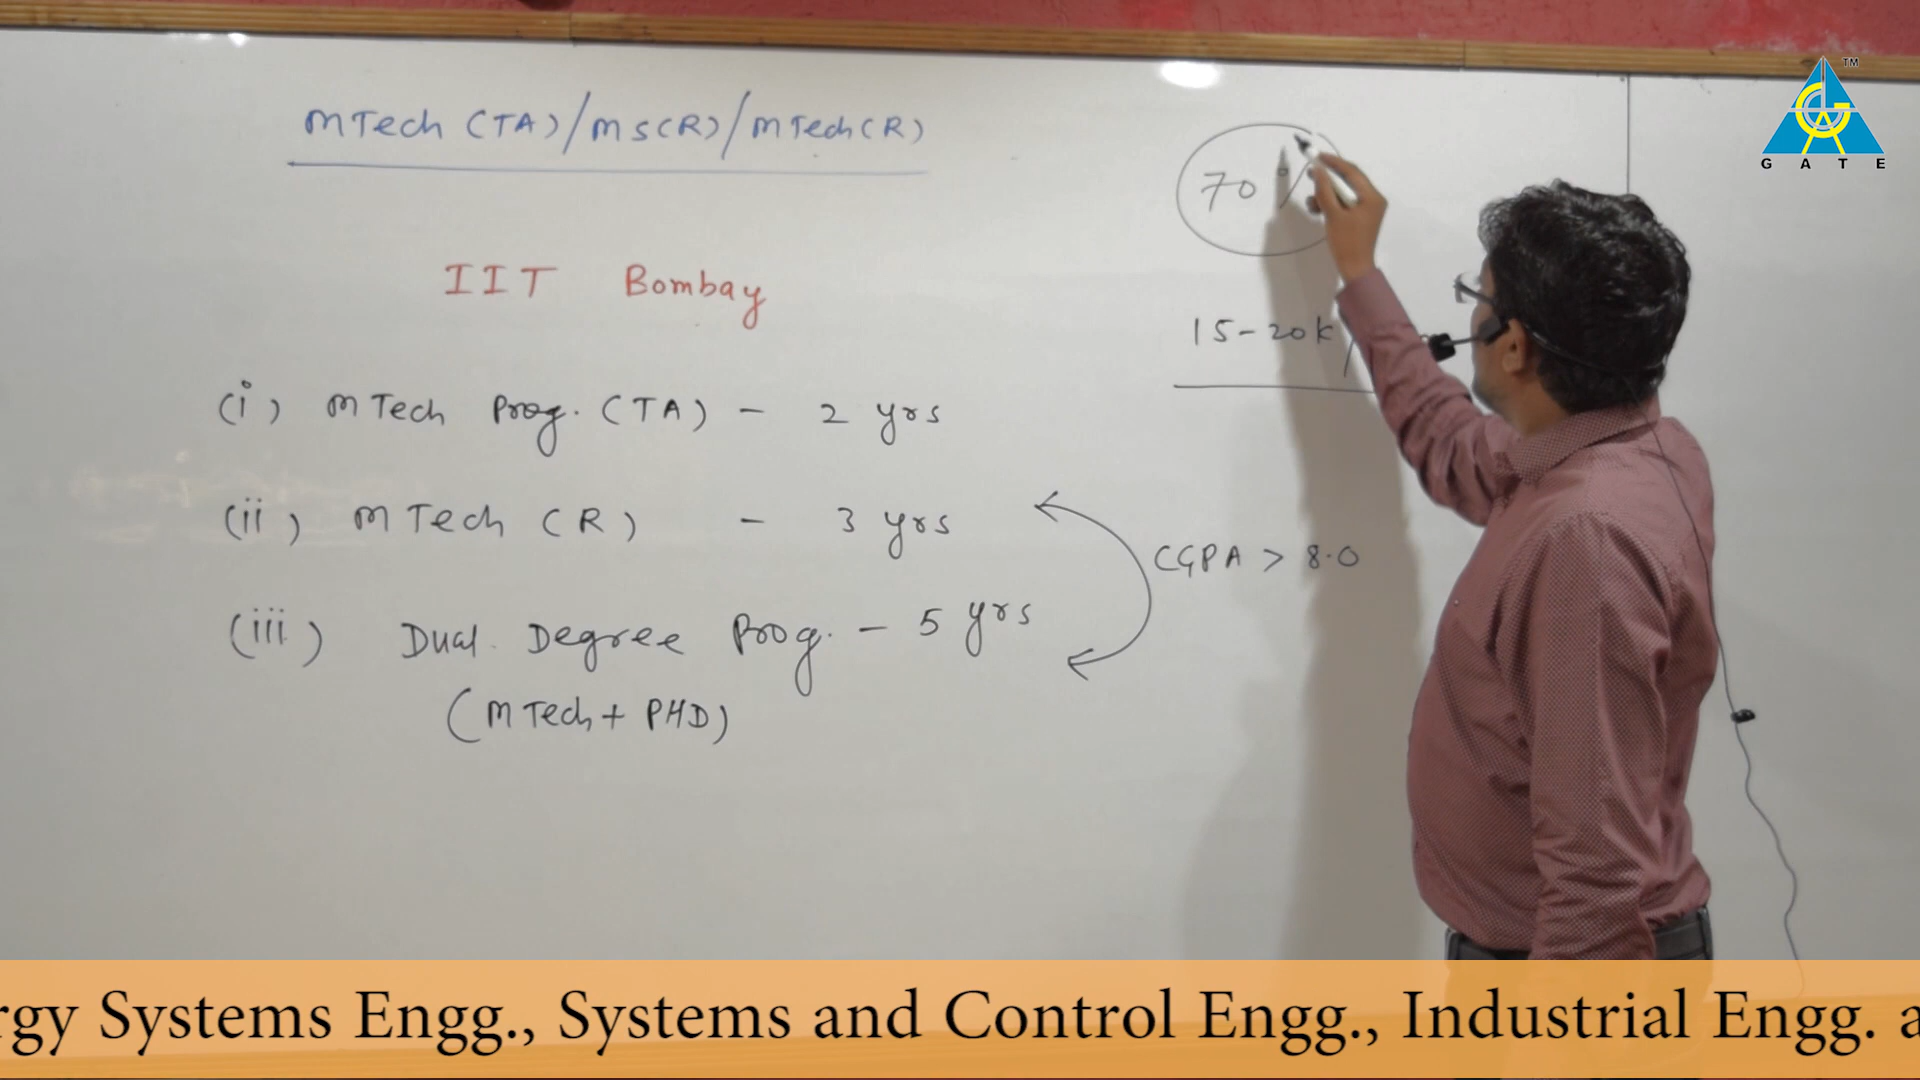 MTech (TA)/MS(R)/MTech(R)
IIT Bombay
(i) MTech Prog. (TA) - 2 yrs
(ii) MTech (R) - 3 yrs
(iii) Dual Degree Prog. - 5 yrs
(MTech + PHD)
70%
15-20K/
CGPA > 8.0
TM
GATE
rgy Systems Engg., Systems and Control Engg., Industrial Engg. a